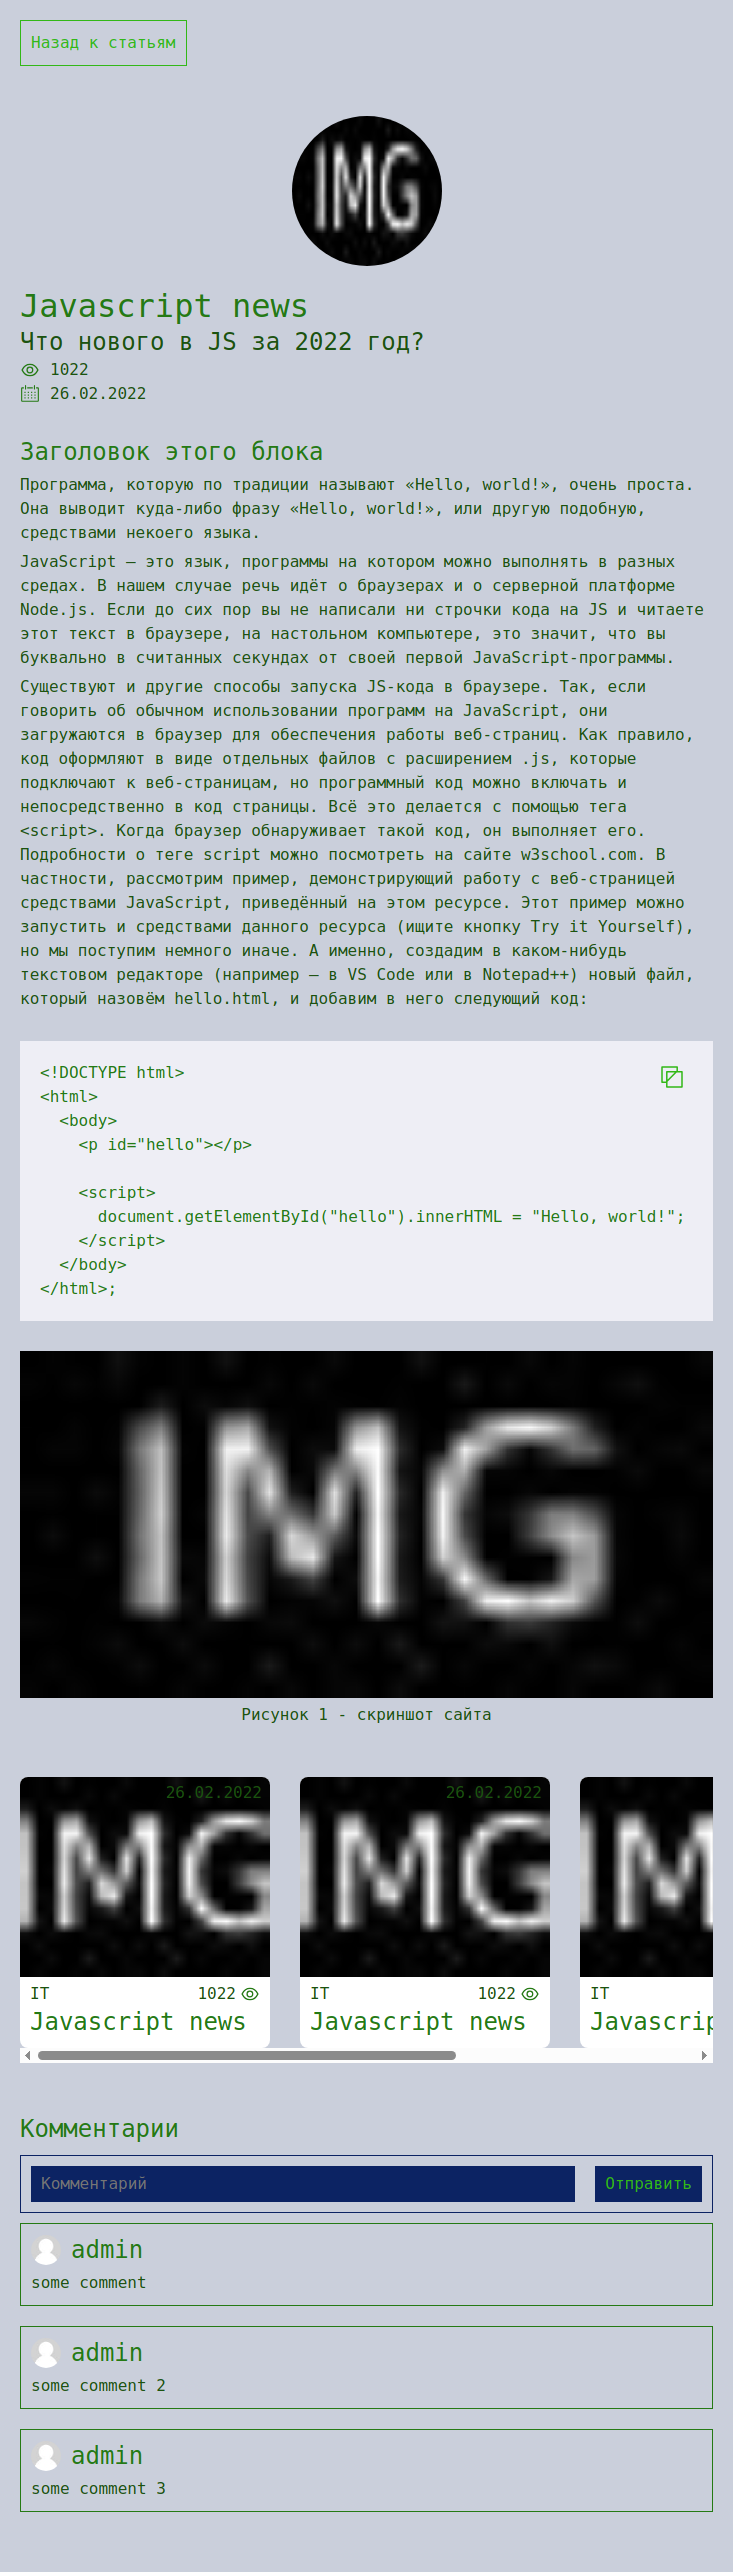 Назад к статьям
IMG
Javascript news
Что нового в JS за 2022 год?
1022
26.02.2022
Заголовок этого блока
Программа, которую по традиции называют «Hello, world!», очень проста.
Она выводит куда-либо фразу «Hello, world!», или другую подобную,
средствами некоего языка.
JavaScript — это язык, программы на котором можно выполнять в разных
средах. В нашем случае речь идёт о браузерах и о серверной платформе
Node.js. Если до сих пор вы не написали ни строчки кода на JS и читаете
этот текст в браузере, на настольном компьютере, это значит, что вы
буквально в считанных секундах от своей первой JavaScript-программы.
Существуют и другие способы запуска JS-кода в браузере. Так, если
говорить об обычном использовании программ на JavaScript, они
загружаются в браузер для обеспечения работы веб-страниц. Как правило,
код оформляют в виде отдельных файлов с расширением .js, которые
подключают к веб-страницам, но программный код можно включать и
непосредственно в код страницы. Всё это делается с помощью тега
<script>. Когда браузер обнаруживает такой код, он выполняет его.
Подробности о теге script можно посмотреть на сайте w3school.com. В
частности, рассмотрим пример, демонстрирующий работу с веб-страницей
средствами JavaScript, приведённый на этом ресурсе. Этот пример можно
запустить и средствами данного ресурса (ищите кнопку Try it Yourself),
но мы поступим немного иначе. А именно, создадим в каком-нибудь
текстовом редакторе (например — в VS Code или в Notepad++) новый файл,
который назовём hello.html, и добавим в него следующий код:
<!DOCTYPE html>
<html>
  <body>
    <p id="hello"></p>
    <script>
      document.getElementById("hello").innerHTML = "Hello, world!";
    </script>
  </body>
</html>;
IMG
Рисунок 1 - скриншот сайта
26.02.2022
IMG
IT 1022
Javascript news
26.02.2022
IMG
IT 1022
Javascript news
IM
IT
Javascrip
Комментарии
Комментарий
Отправить
admin
some comment
admin
some comment 2
admin
some comment 3